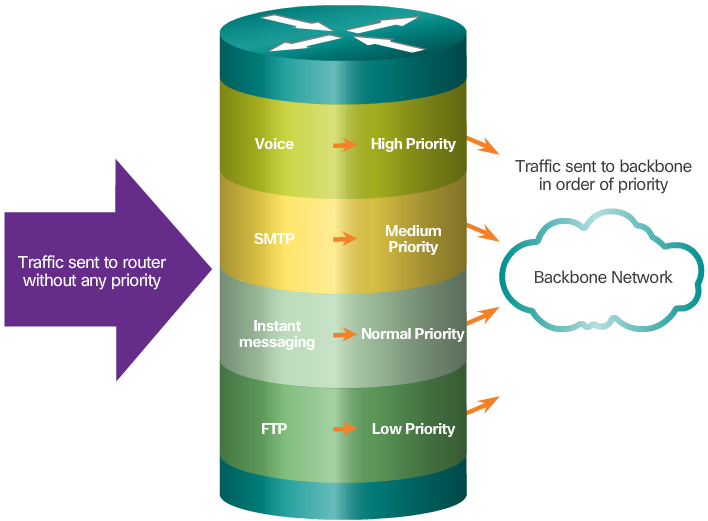 Traffic sent to router
without any priority
Voice
High Priority
SMTP
Medium
Priority
Instant
messaging
Normal Priority
FTP
Low Priority
Traffic sent to backbone
in order of priority
Backbone Network